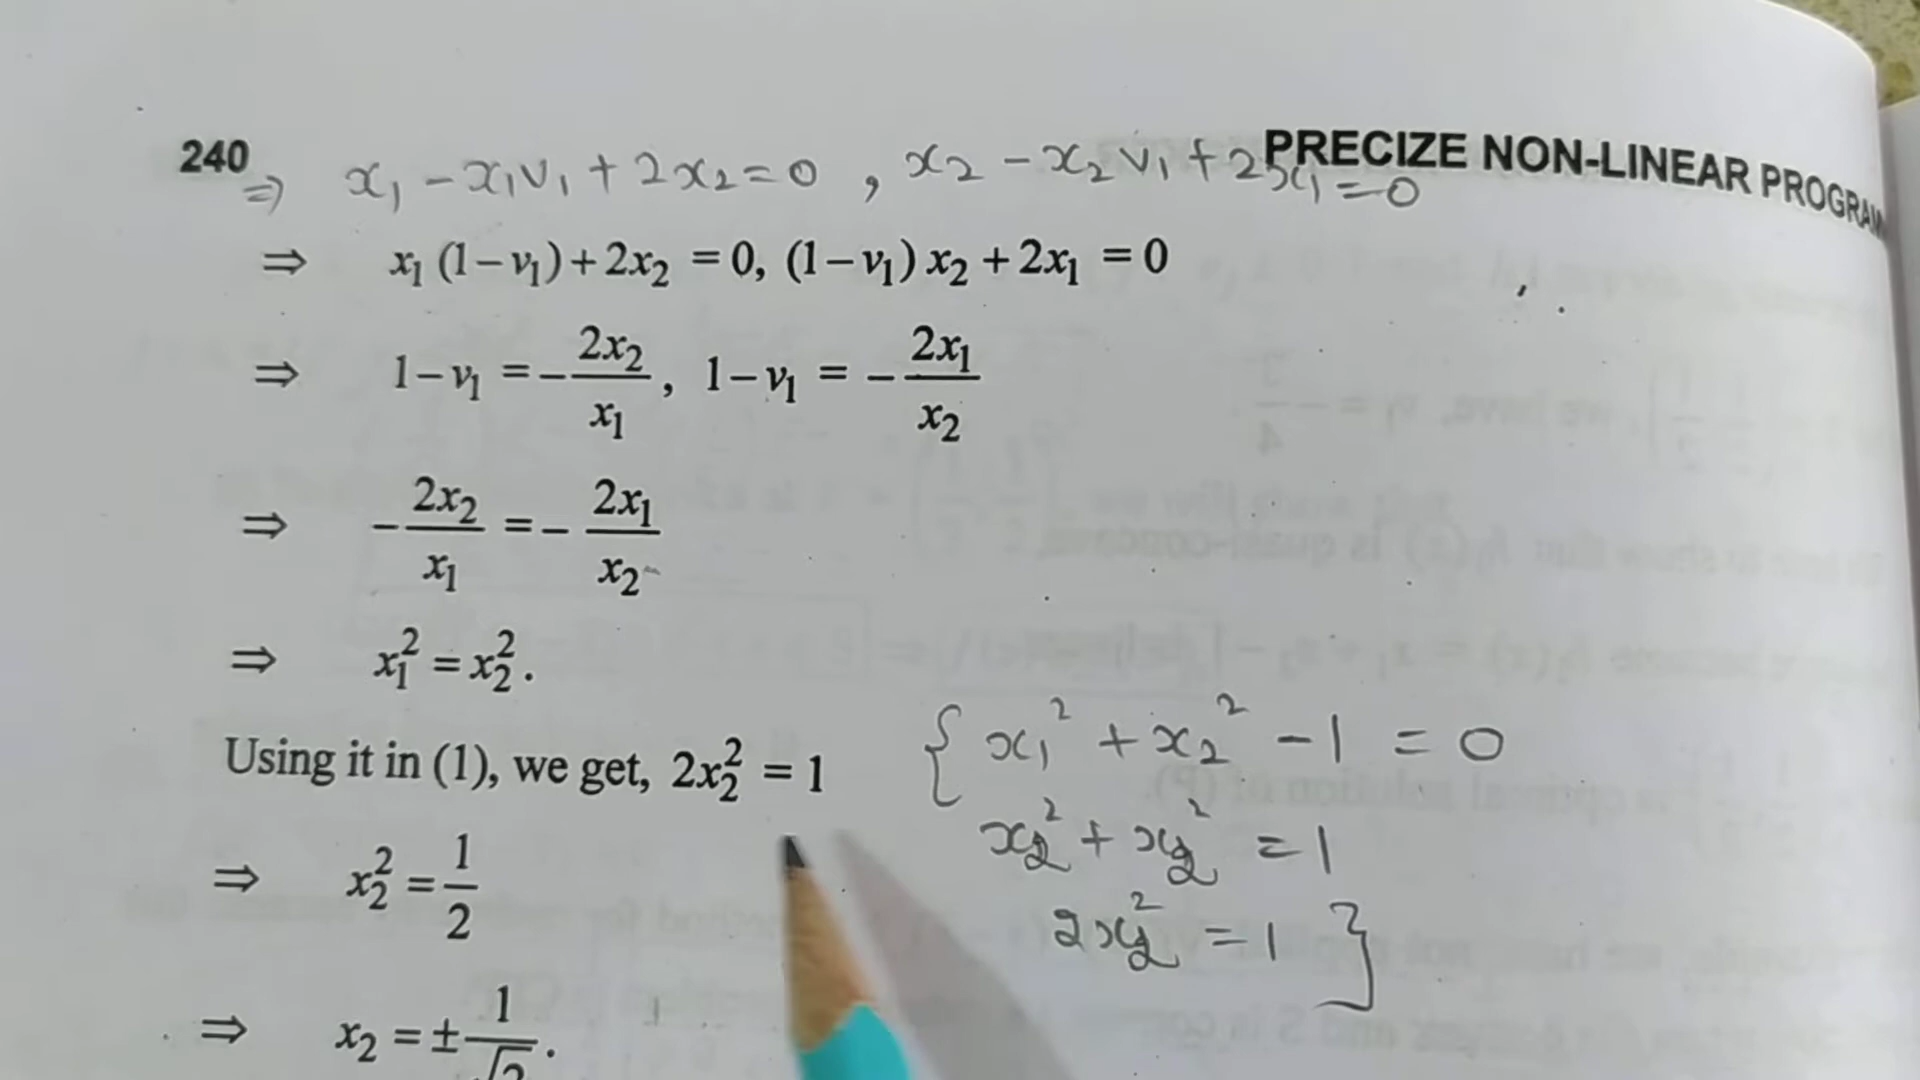 240 PRECIZE NON-LINEAR
⇒ x₁ − x₁v₁ + 2x₂ = 0 , x₂ − x₂v₁ + 2x₁ = 0
⇒ x₁ (1−v₁) + 2x₂ = 0, (1−v₁) x₂ + 2x₁ = 0
⇒ 1−v₁ = −2x₂/x₁, 1−v₁ = −2x₁/x₂
⇒ −2x₂/x₁ = −2x₁/x₂
⇒ x₁² = x₂².
Using it in (1), we get, 2x₂² = 1
{ x₁² + x₂² − 1 = 0
x₂² + x₂² = 1
2x₂² = 1 }
⇒ x₂² = 1/2
⇒ x₂ = ±1/√2.